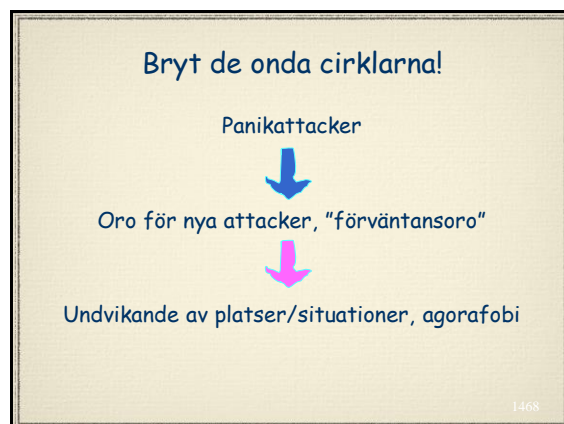 Bryt de onda cirklarna!
Panikattacker
Oro för nya attacker, ”förväntansoro”
Undvikande av platser/situationer, agorafobi
1468